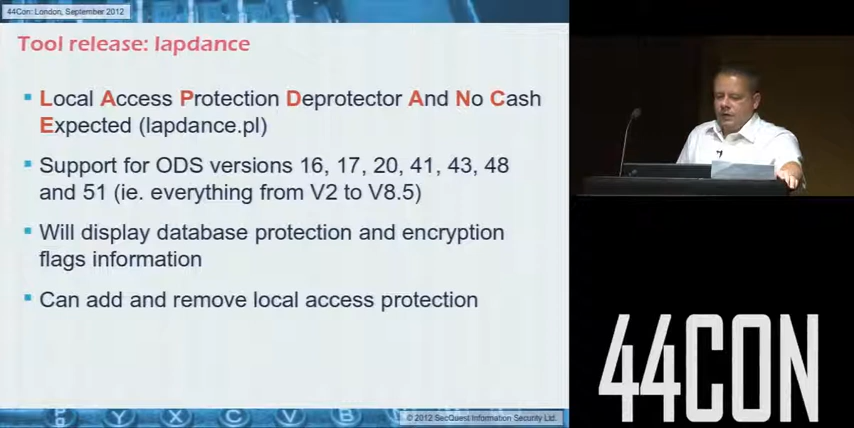 44Con: London, September 2012
Tool release: lapdance
Local Access Protection Deprotector And No Cash
Expected (lapdance.pl)
Support for ODS versions 16, 17, 20, 41, 43, 48
and 51 (ie. everything from V2 to V8.5)
Will display database protection and encryption
flags information
Can add and remove local access protection
© 2012 SecQuest Information Security Ltd.
Y X C V B
44CON